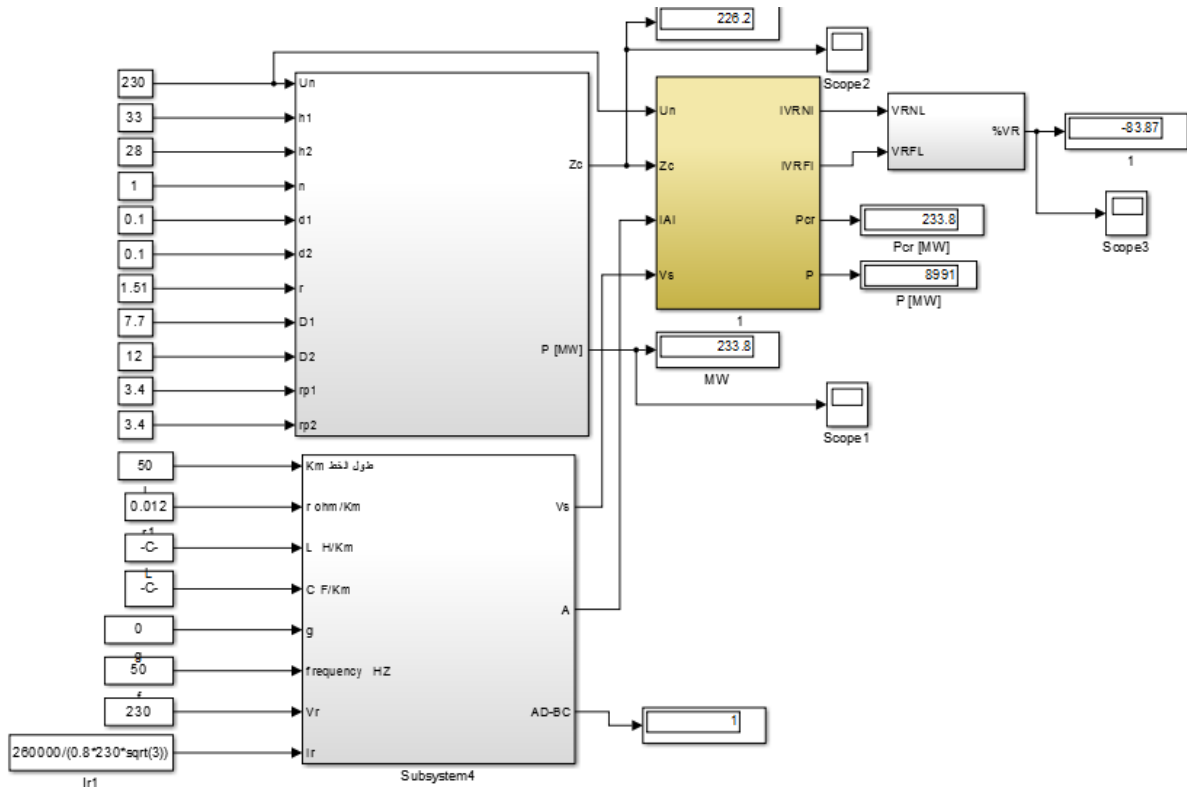 226.2
Scope2
230
33
28
1
0.1
0.1
1.51
7.7
12
3.4
3.4
Un
h1
h2
n
d1
d2
r
D1
D2
rp1
rp2
Zc
P [MW]
Un
Zc
IAI
Vs
IVRNI
IVRFI
Pcr
P
1
VRNL
VRFL
%VR
-83.87
1
Scope3
233.8
Pcr [MW]
8991
P [MW]
233.8
MW
Scope1
50
0.012
-C-
L
-C-
0
g
50
f
230
260000/(0.8*230*sqrt(3))
Ir1
Km طول الخط
r ohm/Km
L H/Km
C F/Km
g
frequency HZ
Vr
Ir
Vs
A
AD-BC
Subsystem4
1